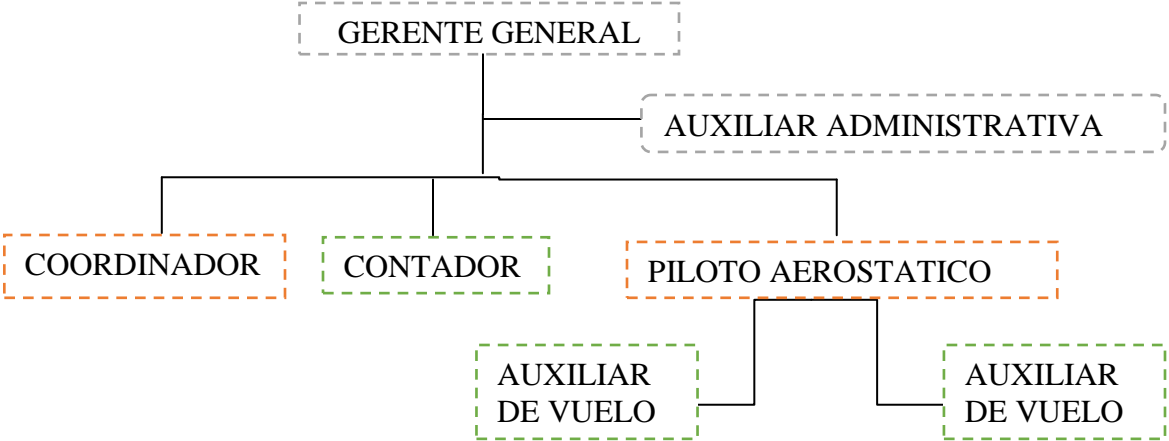 GERENTE GENERAL
AUXILIAR ADMINISTRATIVA
COORDINADOR
CONTADOR
PILOTO AEROSTATICO
AUXILIAR
DE VUELO
AUXILIAR
DE VUELO